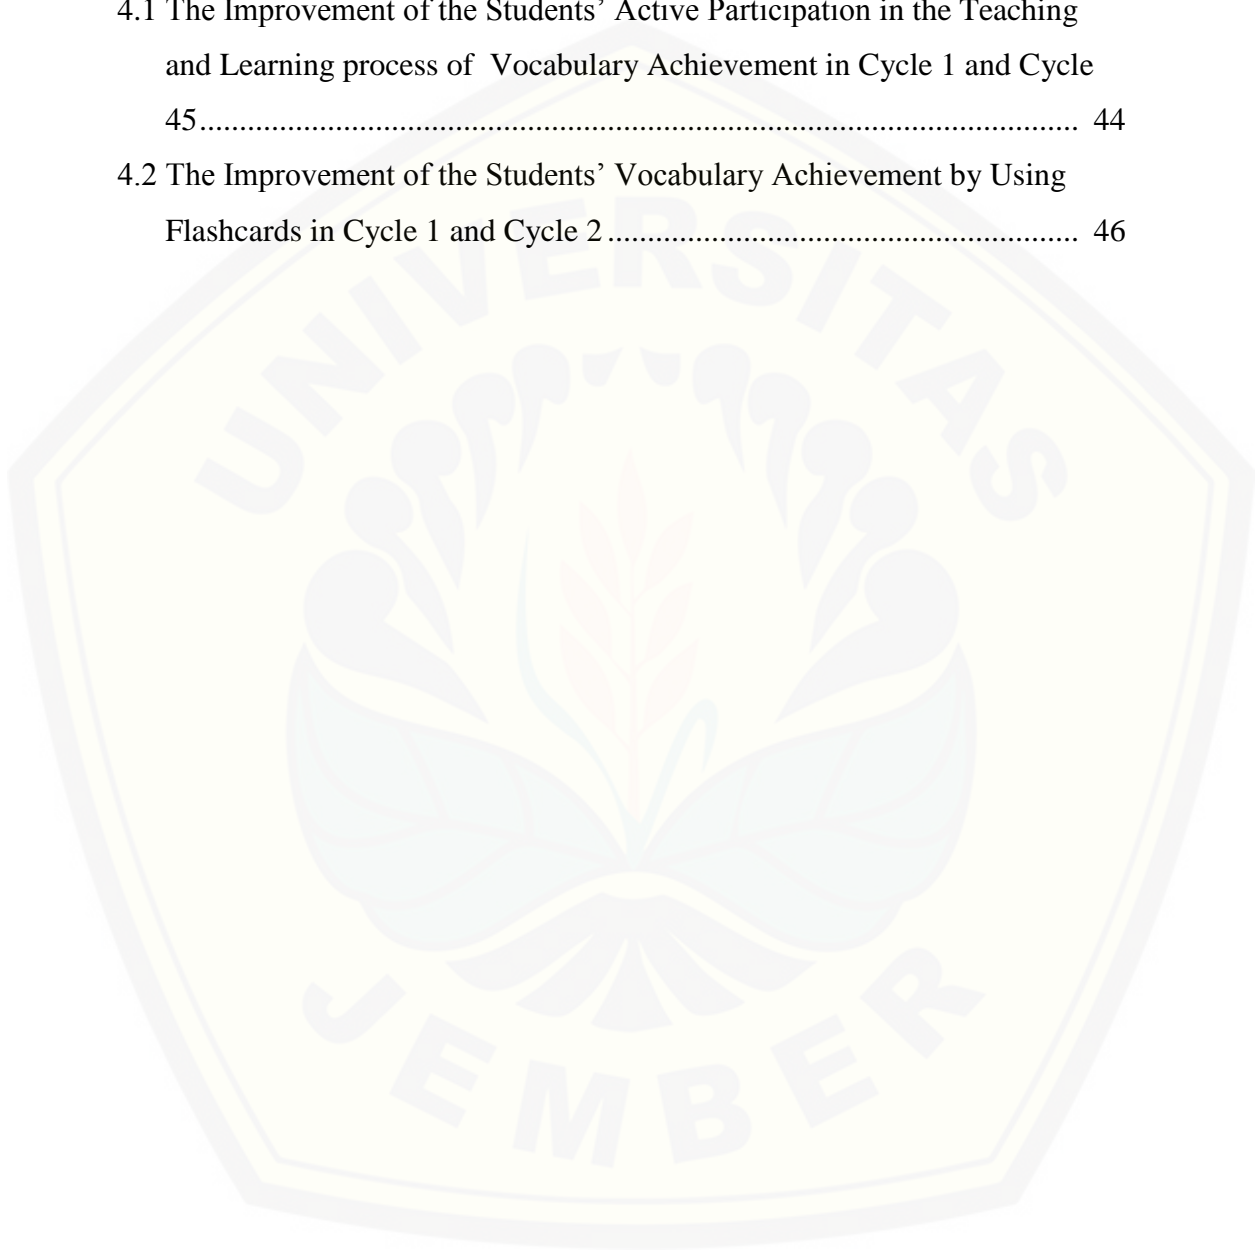 4.1 The Improvement of the Students’ Active Participation in the Teaching
and Learning process of  Vocabulary Achievement in Cycle 1 and Cycle
45.............................................................................................................. 44
4.2 The Improvement of the Students’ Vocabulary Achievement by Using
Flashcards in Cycle 1 and Cycle 2........................................................... 46
UNIVERSITAS
JEMBER